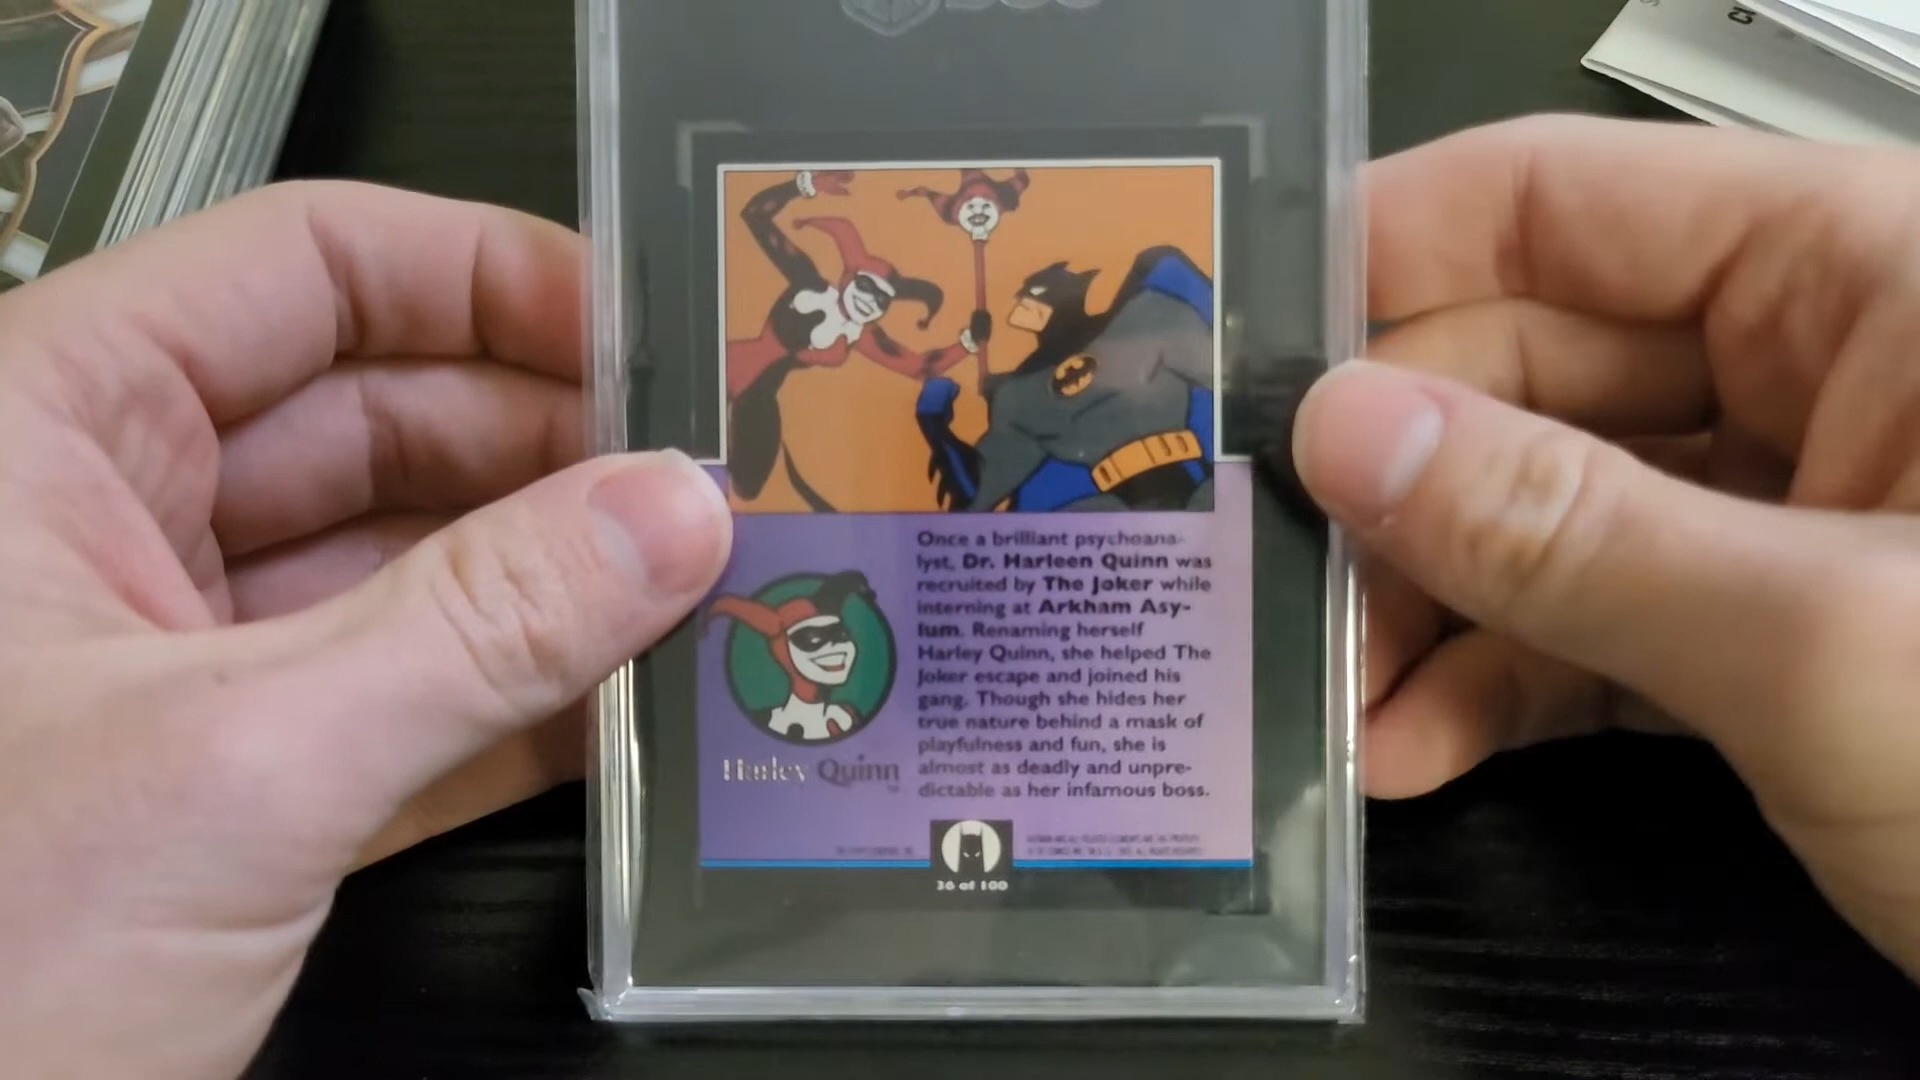 Once a brilliant psychoana-
lyst, Dr. Harleen Quinn was
recruited by The Joker while
interning at Arkham Asy-
lum. Renaming herself
Harley Quinn, she helped The
Joker escape and joined his
gang. Though she hides her
true nature behind a mask of
playfulness and fun, she is
almost as deadly and unpre-
dictable as her infamous boss.
Harley Quinn
TM
36 of 100